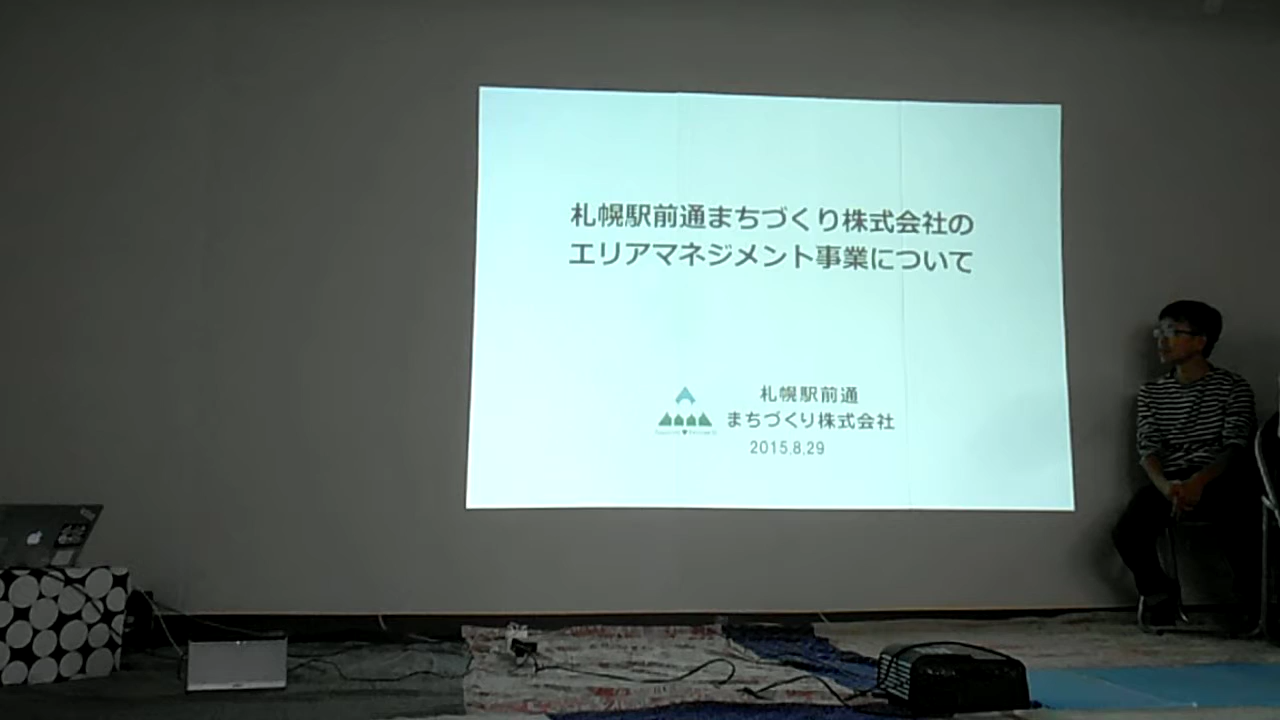 札幌駅前通まちづくり株式会社の
エリアマネジメント事業について
札幌駅前通
まちづくり株式会社
2015.8.29